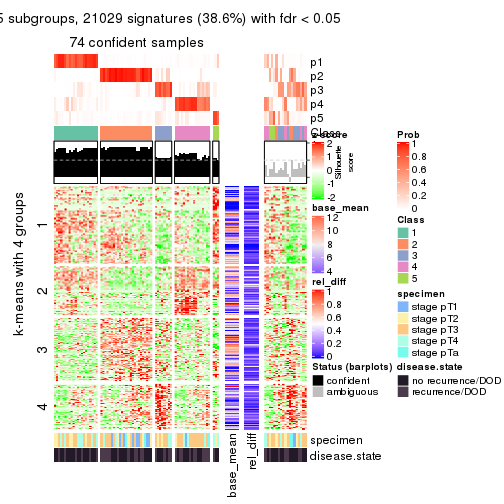 5 subgroups, 21029 signatures (38.6%) with fdr < 0.05
74 confident samples
p1
p2
p3
p4
p5
Class
k-means with 4 groups
1
2
3
4
Silhouette
score
z-score
2
1
0
-1
-2
base_mean
12
10
8
6
4
rel_diff
1
0.8
0.6
0.4
0.2
0
Status (barplots)
confident
ambiguous
Prob
1
0.8
0.6
0.4
0.2
0
Class
1
2
3
4
5
specimen
stage pT1
stage pT2
stage pT3
stage pT4
stage pTa
disease.state
no recurrence/DOD
recurrence/DOD
specimen
disease.state
base_mean
rel_diff